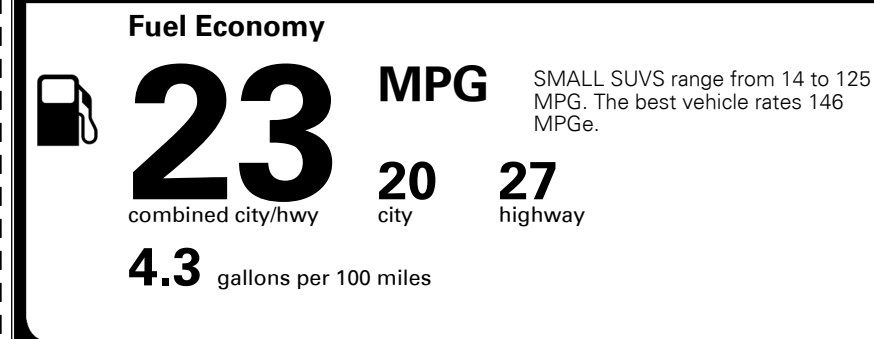 Fuel Economy
23 MPG
SMALL SUVS range from 14 to 125
MPG. The best vehicle rates 146
MPGe.
combined city/hwy
20
city
27
highway
4.3 gallons per 100 miles